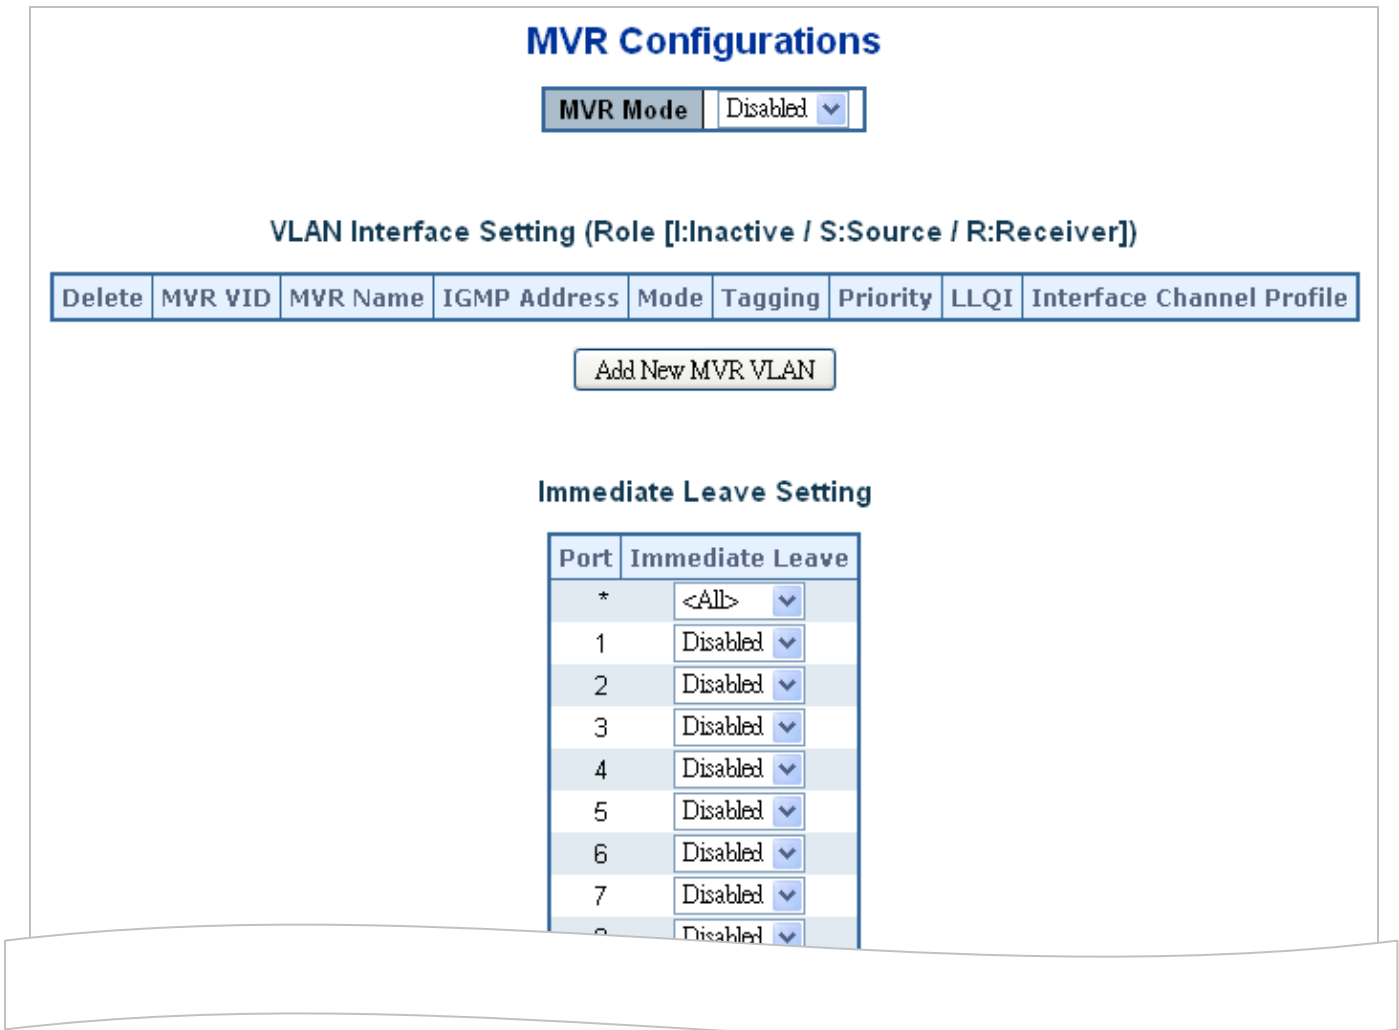 MVR Configurations
MVR Mode Disabled
VLAN Interface Setting (Role [I:Inactive / S:Source / R:Receiver])
Delete MVR VID MVR Name IGMP Address Mode Tagging Priority LLQI Interface Channel Profile
Add New MVR VLAN
Immediate Leave Setting
Port Immediate Leave
* <All>
1 Disabled
2 Disabled
3 Disabled
4 Disabled
5 Disabled
6 Disabled
7 Disabled
Disabled